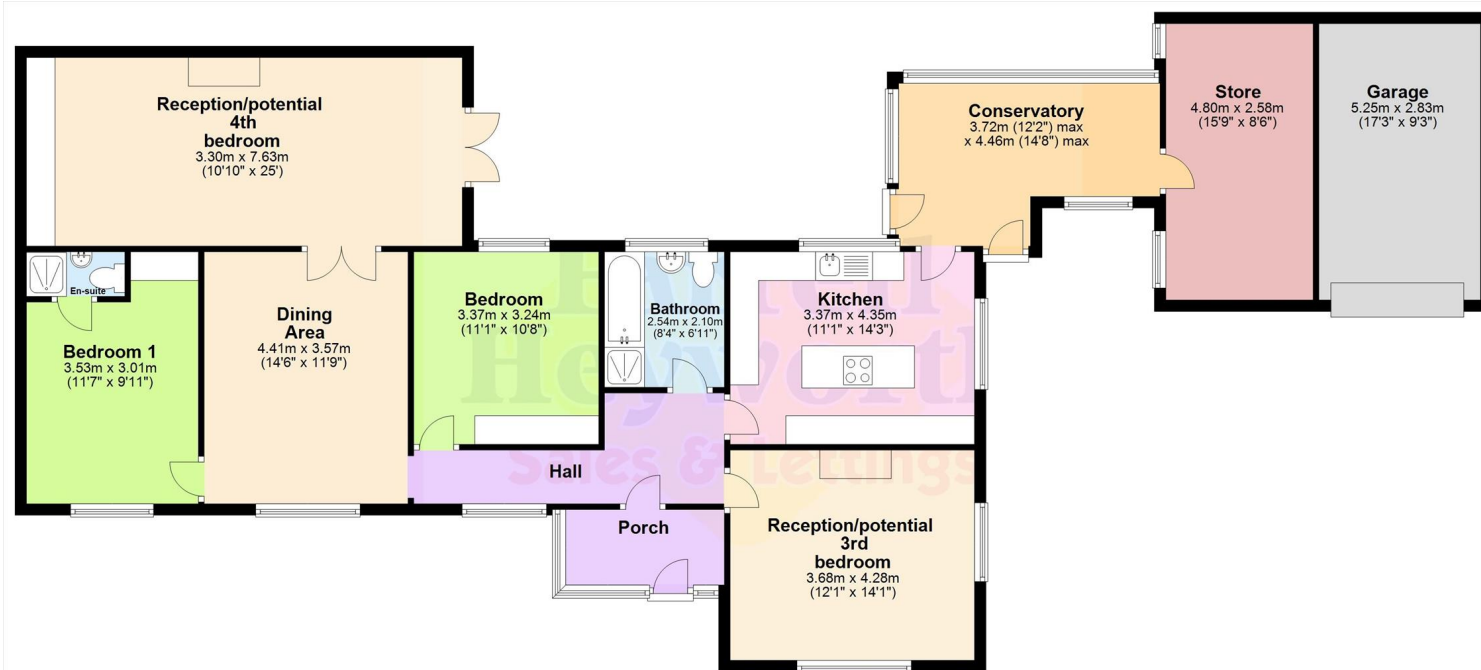 Reception/potential
4th
bedroom
3.30m x 7.63m
(10'10" x 25')
Conservatory
3.72m (12'2") max
x 4.46m (14'8") max
Store
4.80m x 2.58m
(15'9" x 8'6")
Garage
5.25m x 2.83m
(17'3" x 9'3")
En-suite
Bedroom 1
3.53m x 3.01m
(11'7" x 9'11")
Dining
Area
4.41m x 3.57m
(14'6" x 11'9")
Bedroom
3.37m x 3.24m
(11'1" x 10'8")
Bathroom
2.54m x 2.10m
(8'4" x 6'11")
Kitchen
3.37m x 4.35m
(11'1" x 14'3")
Hall
Porch
Reception/potential
3rd
bedroom
3.68m x 4.28m
(12'1" x 14'1")
Heyworth
Sales & Lettings